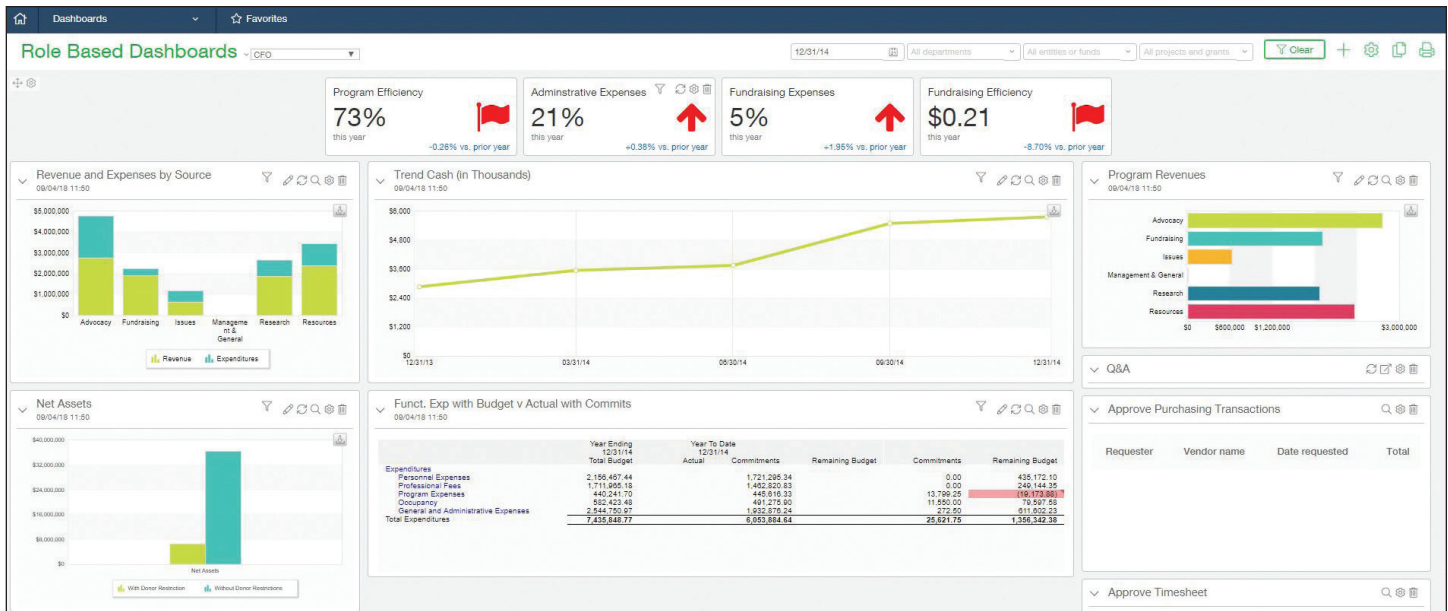 Dashboards Favorites
Role Based Dashboards - CFO 12/31/14 All departments All entities or funds All projects and grants Clear
Program Efficiency
73%
this year
-0.26% vs. prior year
Adminstrative Expenses
21%
this year
+0.38% vs. prior year
Fundraising Expenses
5%
this year
+1.95% vs. prior year
Fundraising Efficiency
$0.21
this year
-8.70% vs. prior year
Revenue and Expenses by Source
09/04/18 11:50
$5,000,000
$4,000,000
$3,000,000
$2,000,000
$1,000,000
$0
Advocacy Fundraising Issues Manageme Research Resources
nt &
General
Revenue Expenditures
Trend Cash (in Thousands)
09/04/18 11:50
$6,000
$4,800
$3,600
$2,400
$1,200
$0
12/31/13 03/31/14 06/30/14 09/30/14 12/31/14
Program Revenues
09/04/18 11:50
Advocacy
Fundraising
Issues
Management & General
Research
Resources
$0 $600,000 $1,200,000 $3,000,000
Q&A
Net Assets
09/04/18 11:50
$40,000,000
$32,000,000
$24,000,000
$16,000,000
$8,000,000
$0
Net Assets
With Donor Restriction Without Donor Restrictions
Funct. Exp with Budget v Actual with Commits
09/04/18 11:50
Year Ending Year To Date
12/31/14 12/31/14
Total Budget Actual Commitments Remaining Budget Commitments Remaining Budget
Expenditures
Personnel Expenses 2,156,467.44 1,721,295.34 0.00 435,172.10
Professional Fees 1,711,965.18 1,462,820.83 0.00 249,144.35
Program Expenses 440,241.70 445,616.33 13,799.25 (19,173.88)
Occupancy 582,423.48 491,275.90 11,550.00 79,597.58
General and Administrative Expenses 2,544,750.97 1,932,876.24 272.50 611,602.23
Total Expenditures 7,435,848.77 6,053,884.64 25,621.75 1,356,342.38
Approve Purchasing Transactions
Requester Vendor name Date requested Total
Approve Timesheet